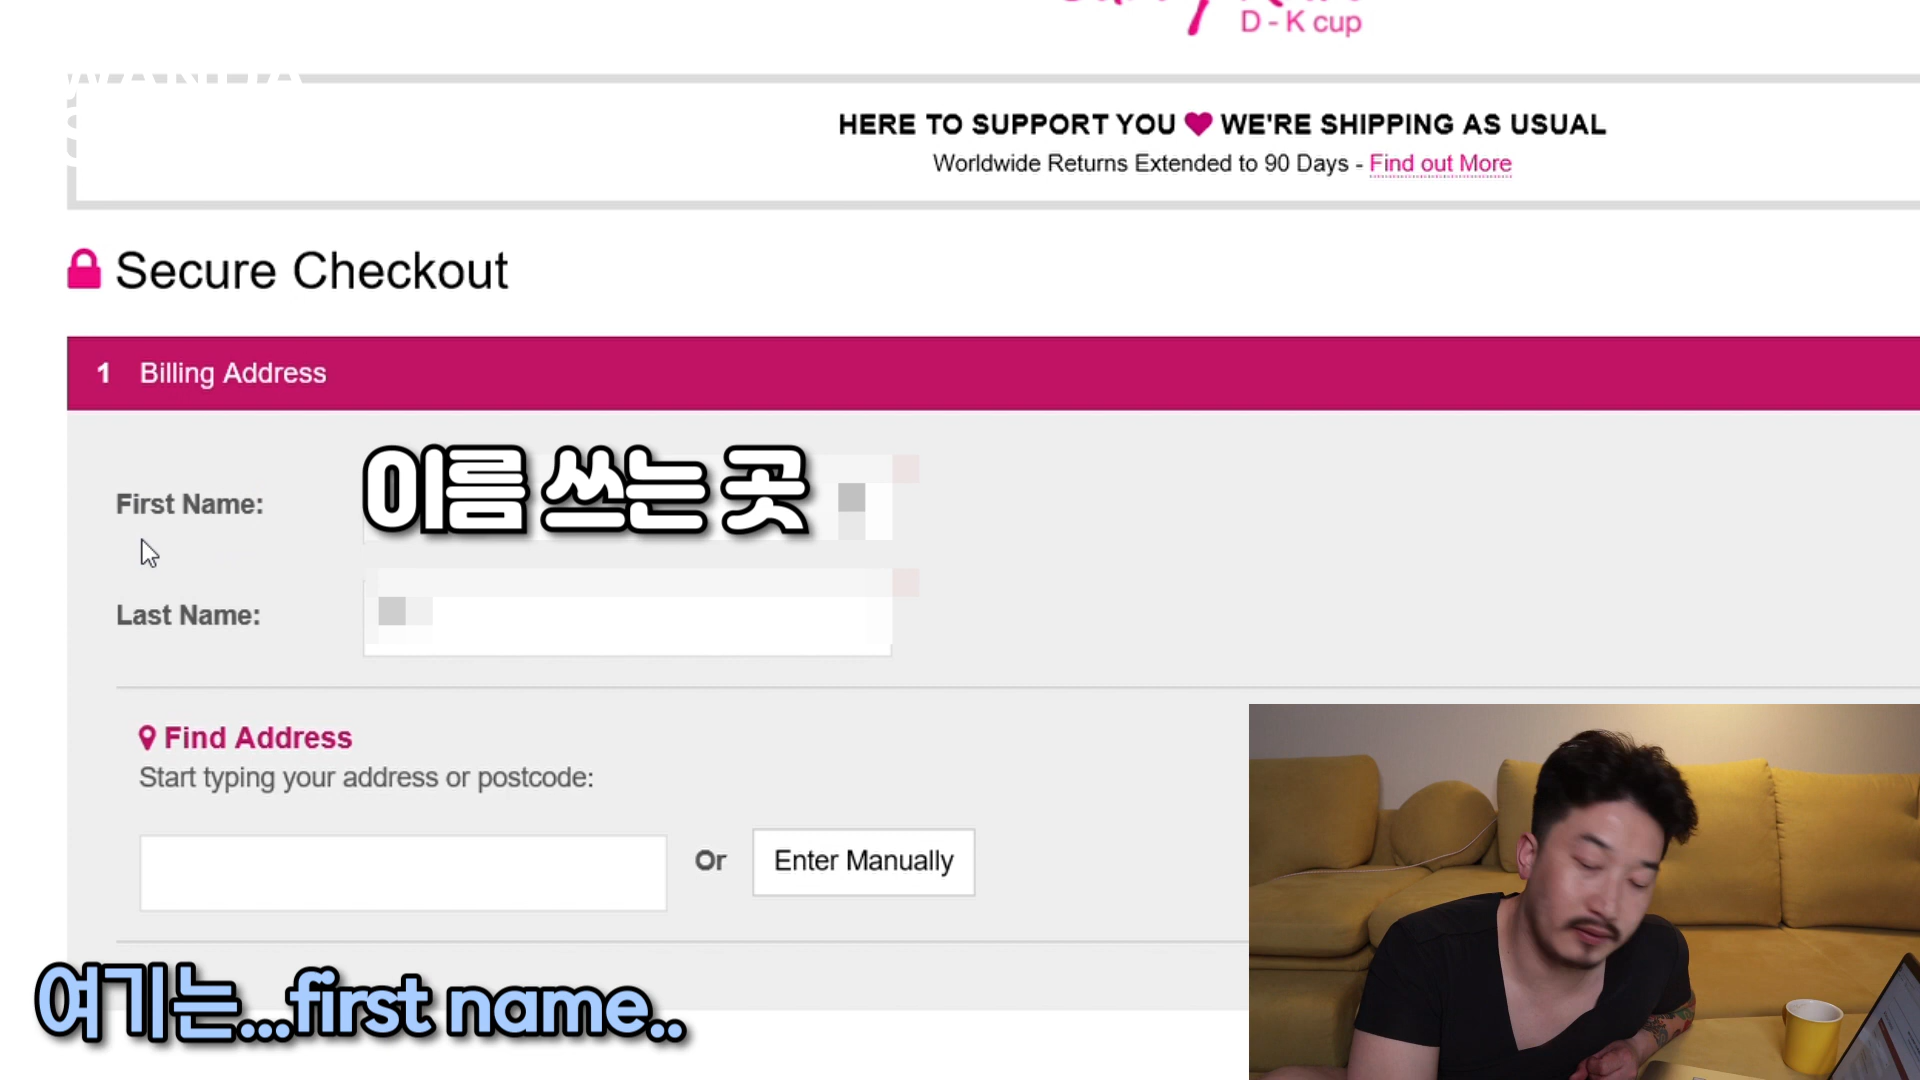 D - K cup
HERE TO SUPPORT YOU ♥ WE'RE SHIPPING AS USUAL
Worldwide Returns Extended to 90 Days - Find out More
Secure Checkout
1 Billing Address
First Name:
이름 쓰는 곳
Last Name:
Find Address
Start typing your address or postcode:
Or
Enter Manually
여기는...first name..